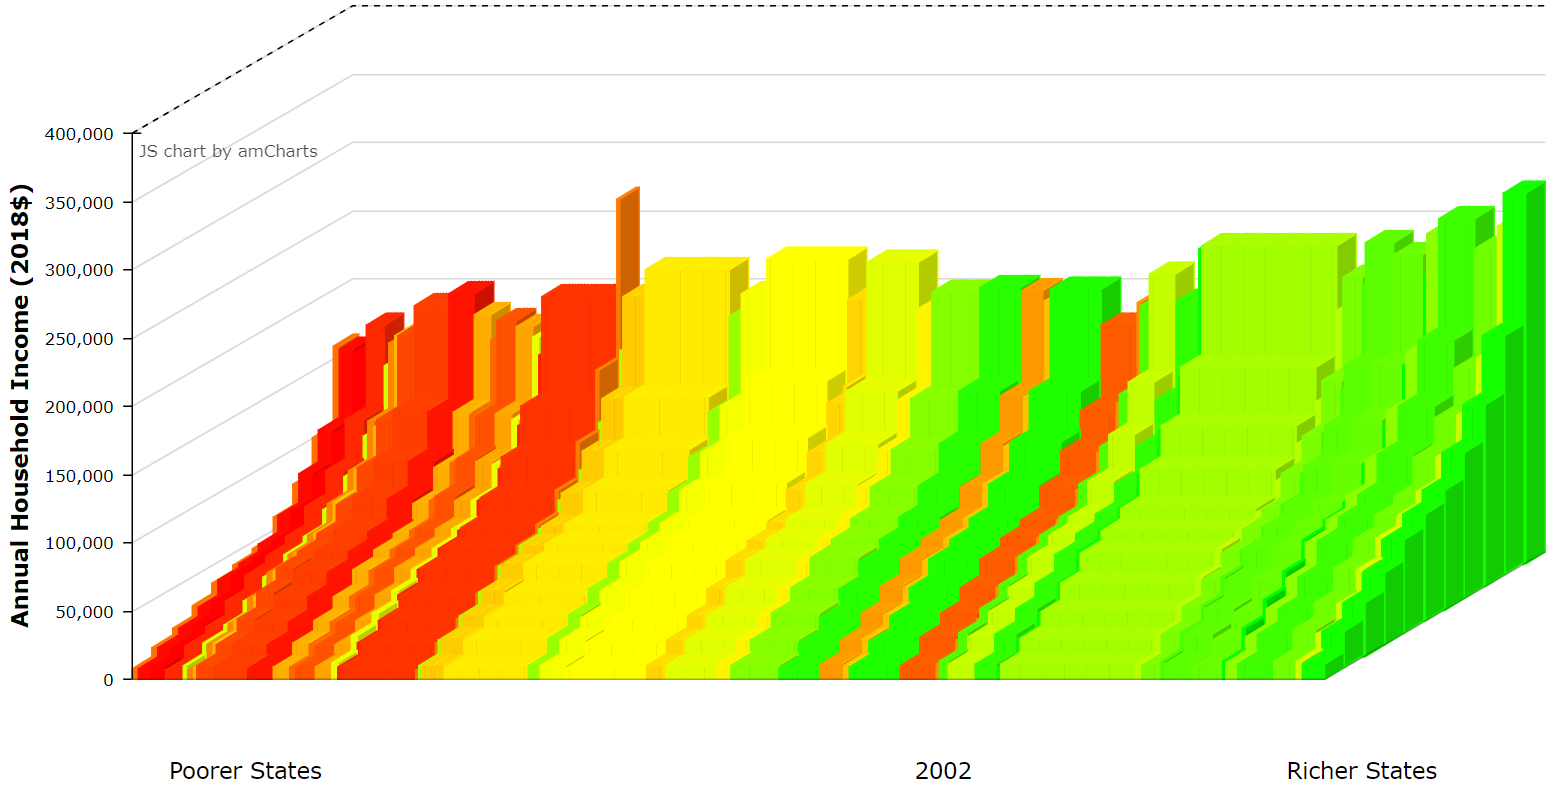 400,000
JS chart by amCharts
350,000
300,000
250,000
200,000
150,000
100,000
50,000
0
Annual Household Income (2018$)
Poorer States
2002
Richer States